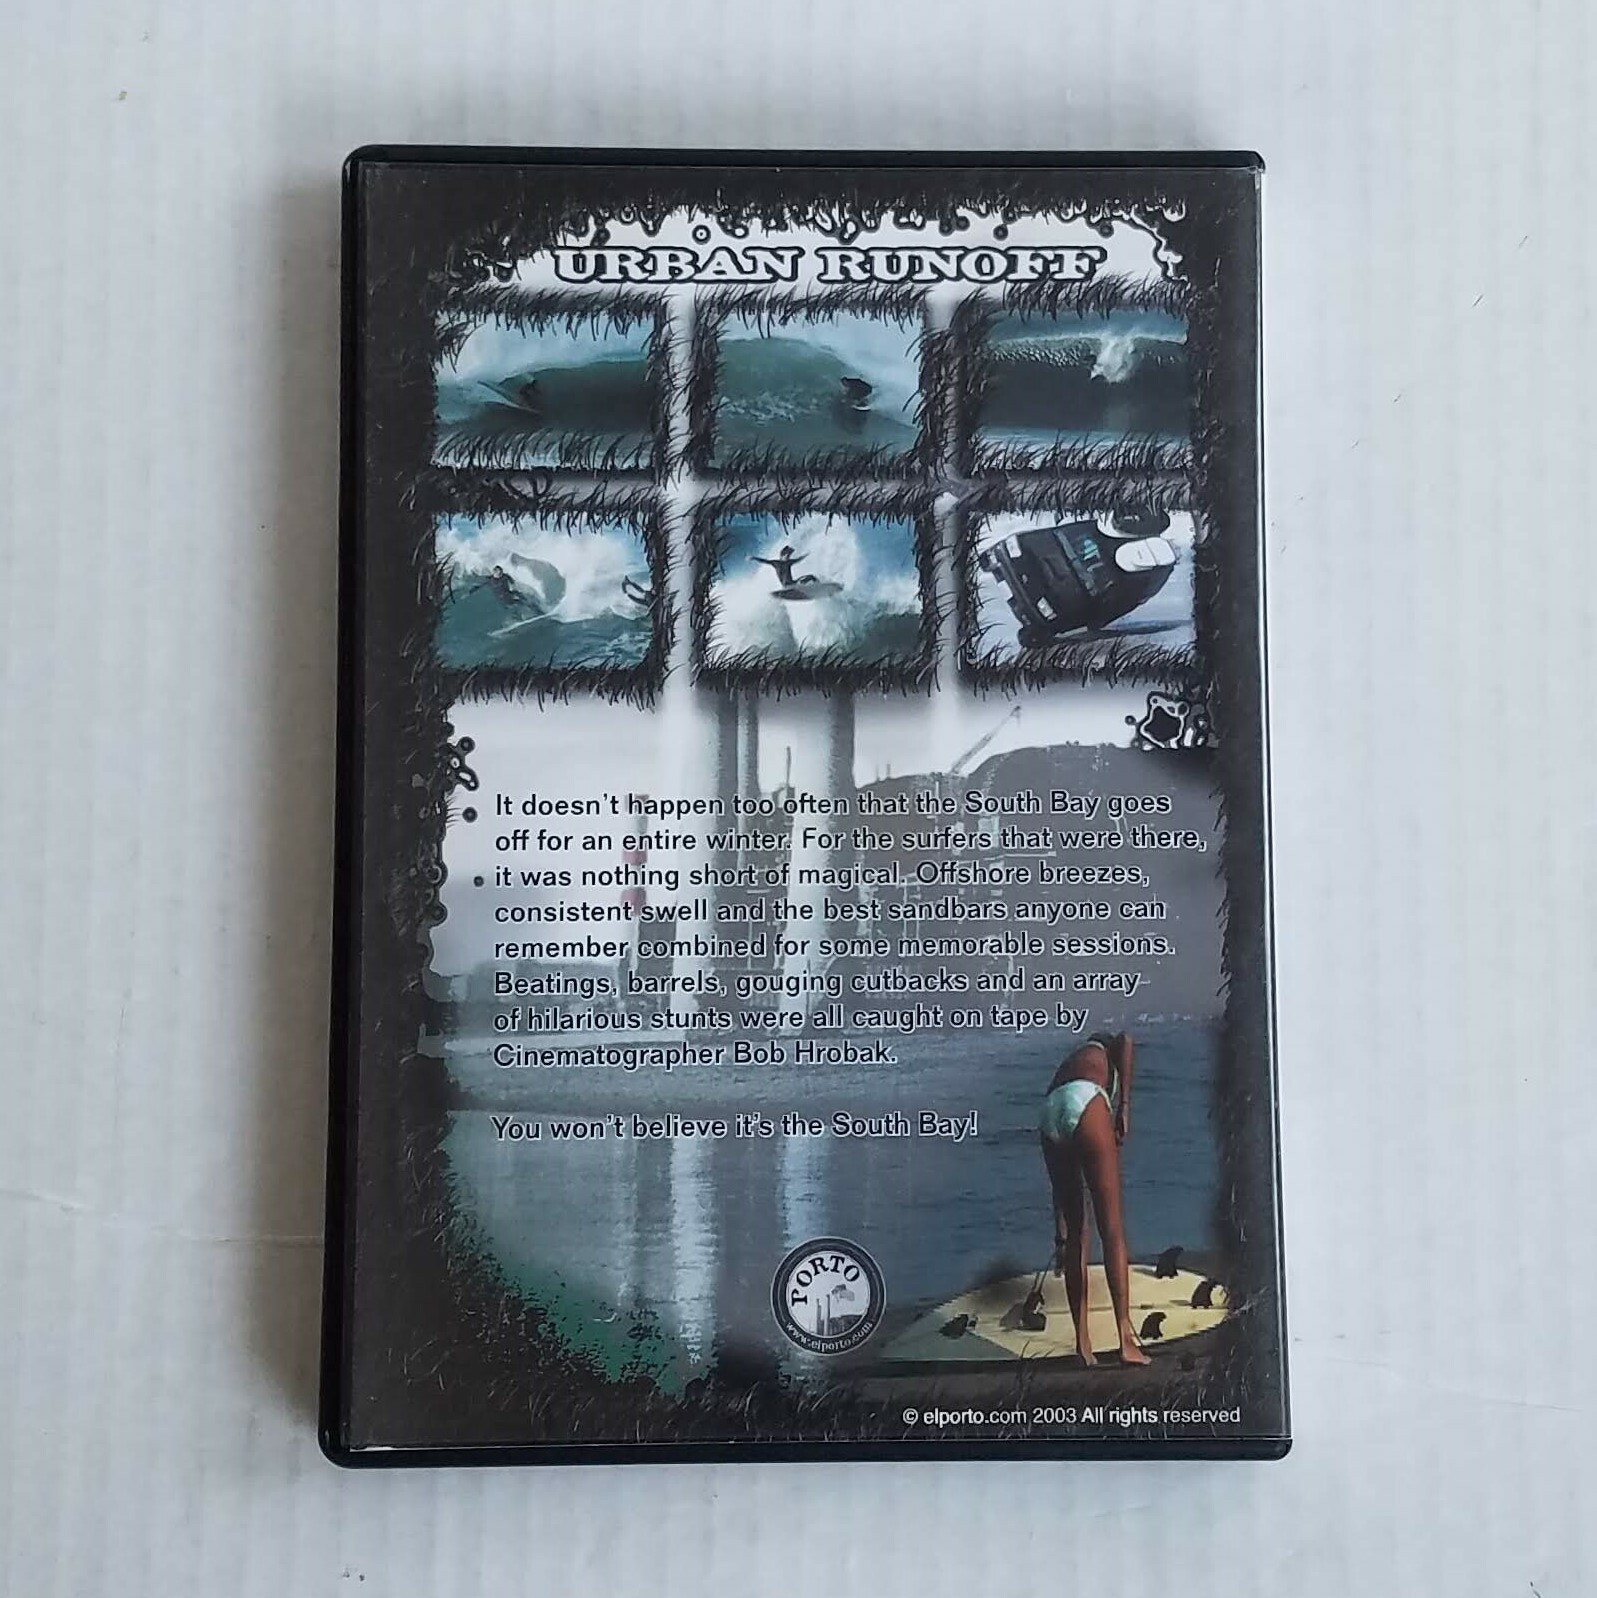 URBAN RUNOFF
It doesn't happen too often that the South Bay goes
off for an entire winter. For the surfers that were there,
it was nothing short of magical. Offshore breezes,
consistent swell and the best sandbars anyone can
remember combined for some memorable sessions.
Beatings, barrels, gouging cutbacks and an array
of hilarious stunts were all caught on tape by
Cinematographer Bob Hrobak.
You won't believe it's the South Bay!
PORTO
www.elporto.com
© elporto.com 2003 All rights reserved